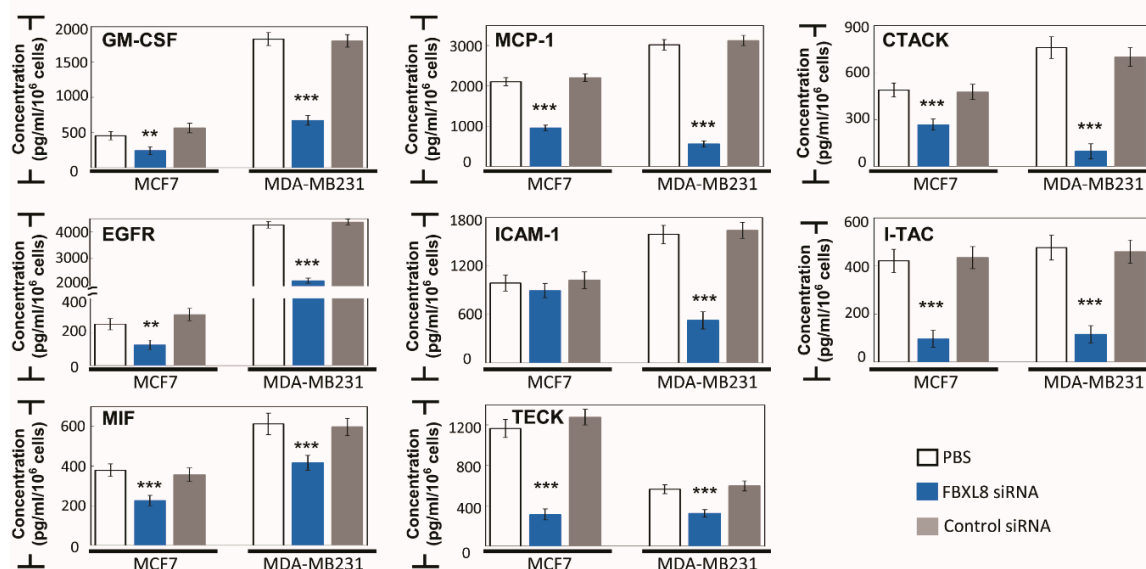 GM-CSF
Concentration
(pg/ml/10⁶ cells)
2000
1500
1000
500
0
**
***
MCF7
MDA-MB231
MCP-1
Concentration
(pg/ml/10⁶ cells)
3000
2000
1000
0
***
***
MCF7
MDA-MB231
CTACK
Concentration
(pg/ml/10⁶ cells)
900
600
300
0
***
***
MCF7
MDA-MB231
EGFR
Concentration
(pg/ml/10⁶ cells)
4000
3000
2000
400
200
0
**
***
MCF7
MDA-MB231
ICAM-1
Concentration
(pg/ml/10⁶ cells)
1800
1200
600
0
***
MCF7
MDA-MB231
I-TAC
Concentration
(pg/ml/10⁶ cells)
600
400
200
0
***
***
MCF7
MDA-MB231
MIF
Concentration
(pg/ml/10⁶ cells)
600
400
200
0
***
***
MCF7
MDA-MB231
TECK
Concentration
(pg/ml/10⁶ cells)
1200
800
400
0
***
***
MCF7
MDA-MB231
PBS
FBXL8 siRNA
Control siRNA